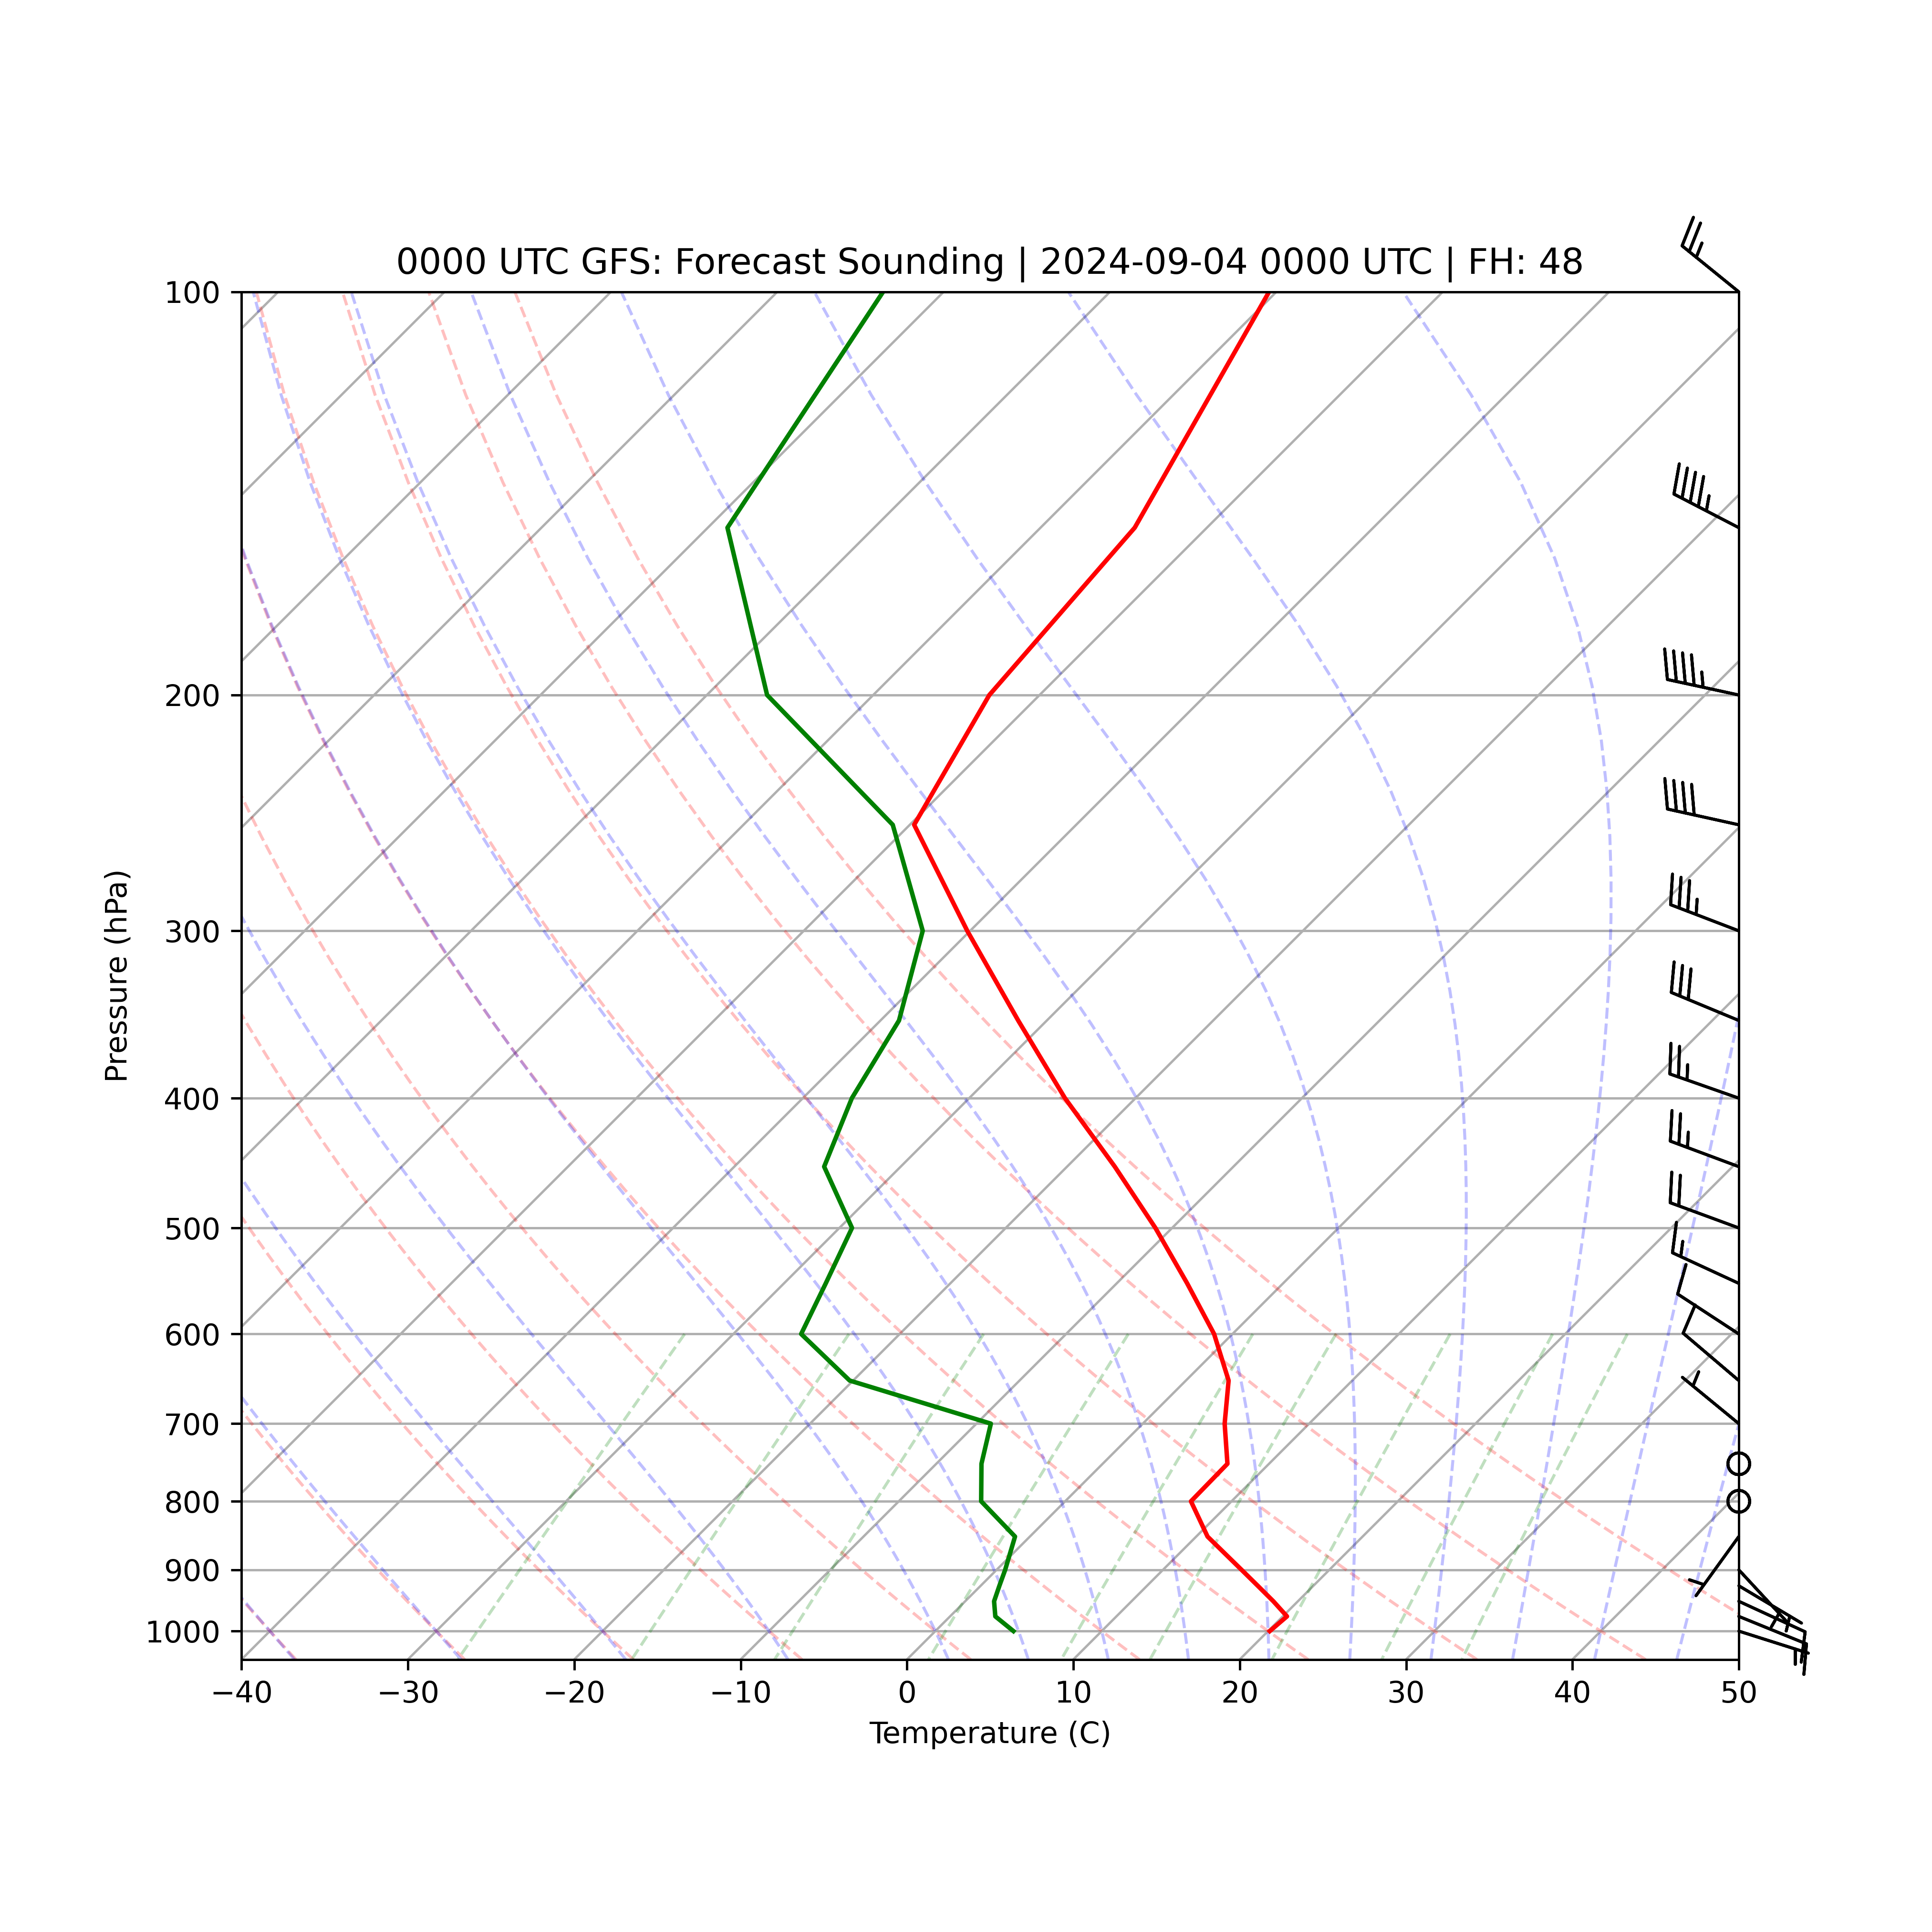 0000 UTC GFS: Forecast Sounding | 2024-09-04 0000 UTC | FH: 48
100
200
300
400
500
600
700
800
900
1000
Pressure (hPa)
−40 −30 −20 −10 0 10 20 30 40 50
Temperature (C)